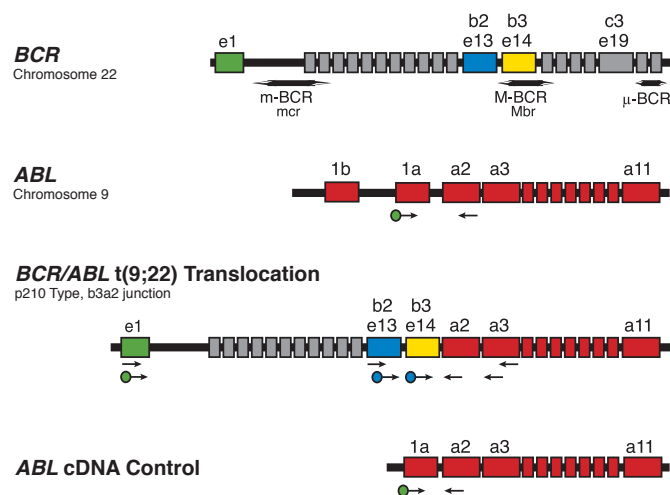 b2 b3 c3
e1 e13 e14 e19
BCR
Chromosome 22
m-BCR M-BCR µ-BCR
mcr Mbr
ABL
Chromosome 9
1b 1a a2 a3 a11
BCR/ABL t(9;22) Translocation
p210 Type, b3a2 junction
b2 b3
e1 e13 e14 a2 a3 a11
ABL cDNA Control
1a a2 a3 a11